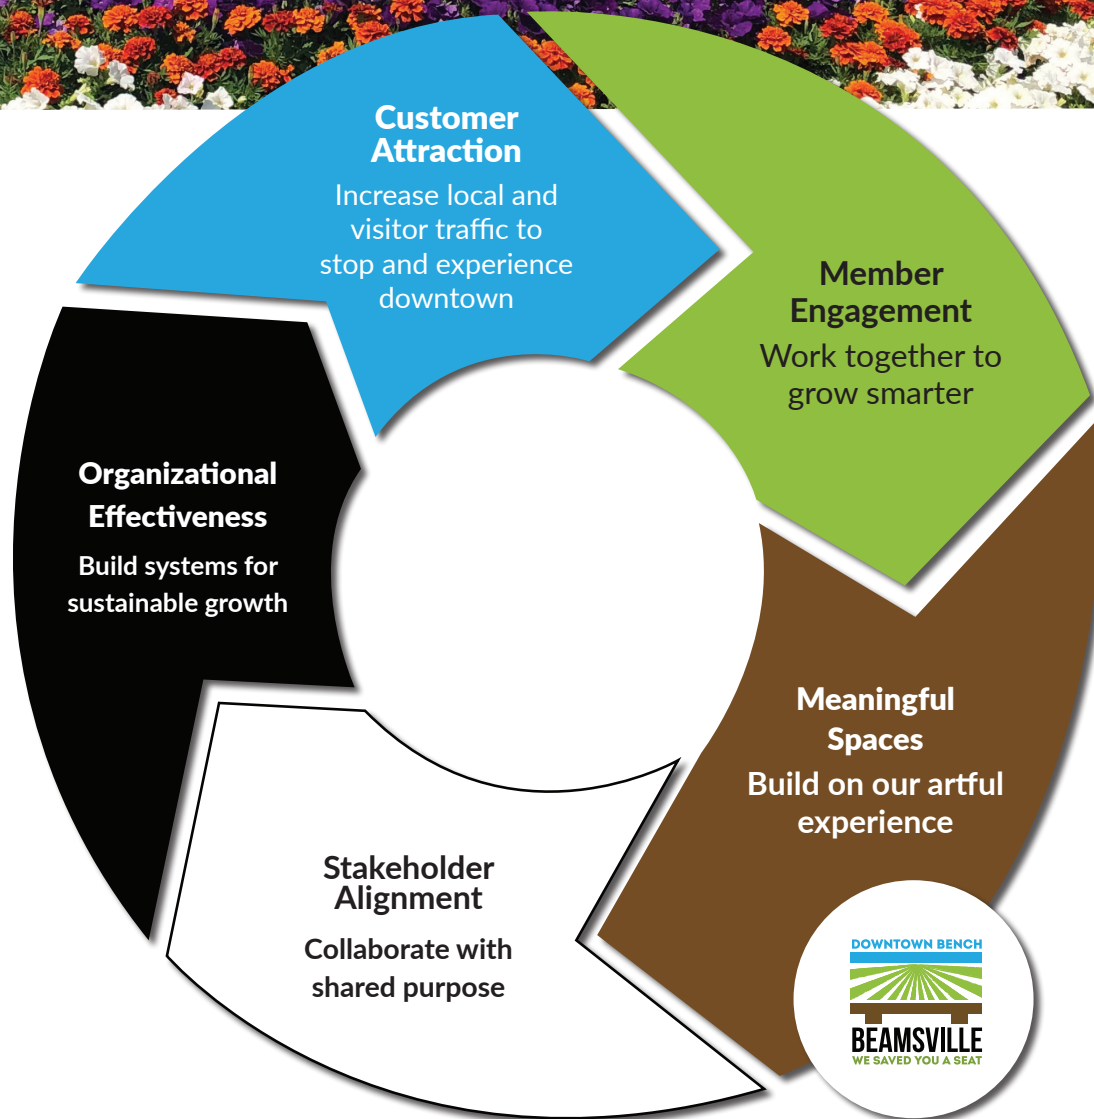 Customer
Attraction
Increase local and
visitor traffic to
stop and experience
downtown
Member
Engagement
Work together to
grow smarter
Meaningful
Spaces
Build on our artful
experience
Stakeholder
Alignment
Collaborate with
shared purpose
Organizational
Effectiveness
Build systems for
sustainable growth
DOWNTOWN BENCH
BEAMSVILLE
WE SAVED YOU A SEAT